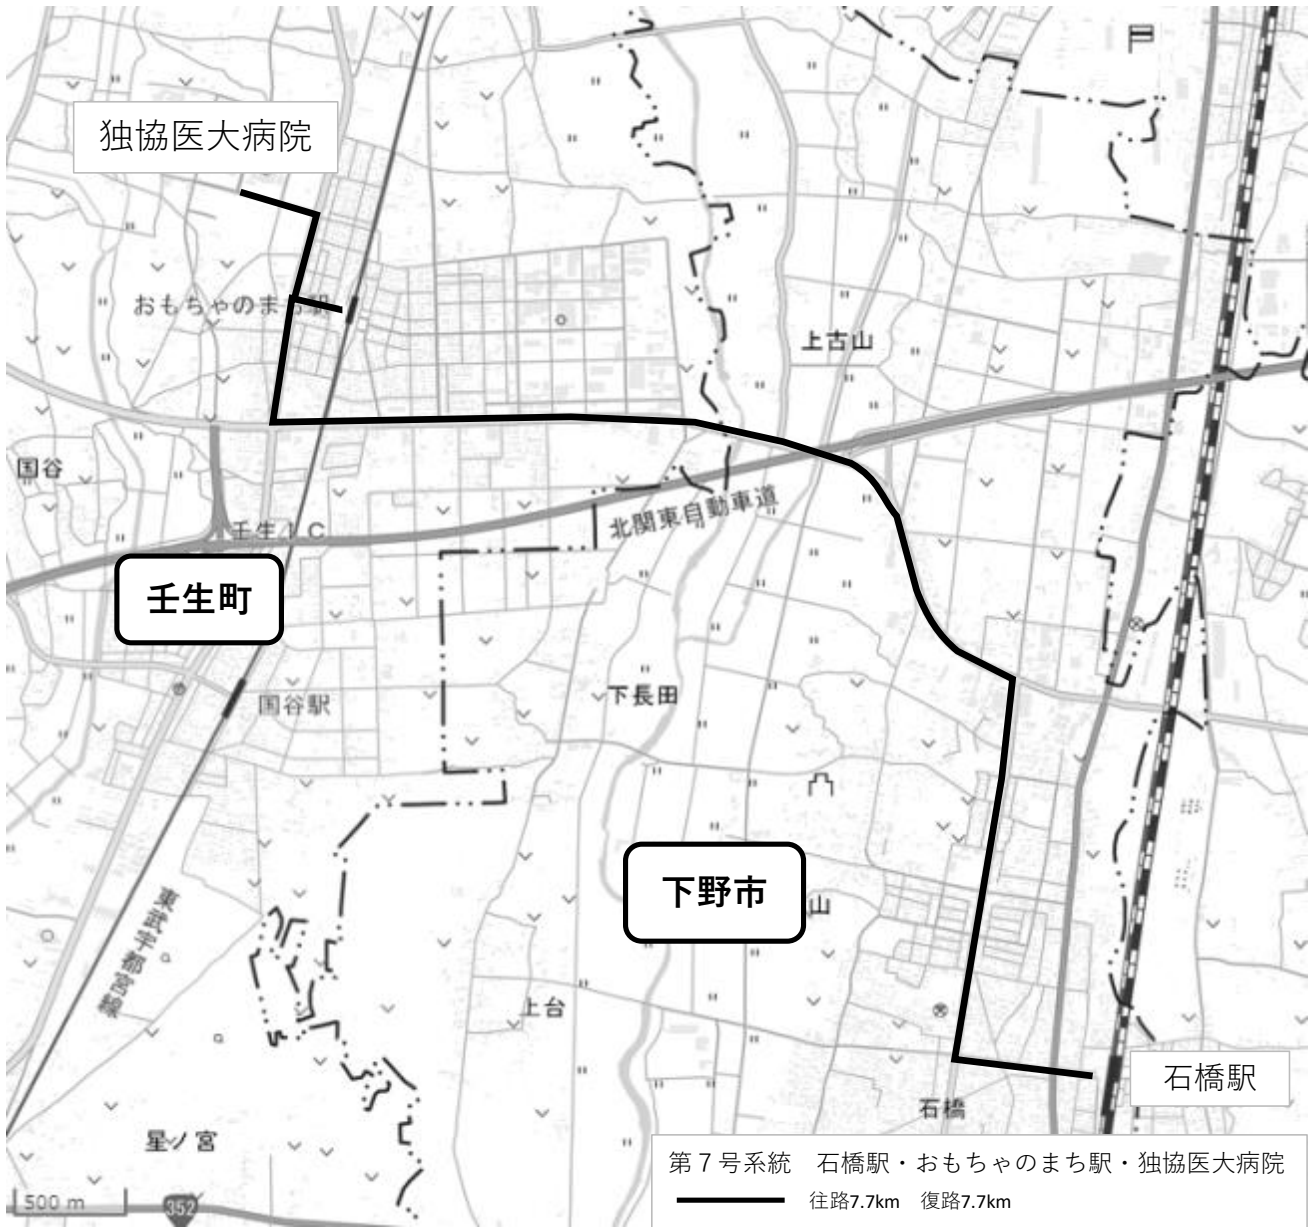 独協医大病院
おもちゃのまち駅
上古山
国谷
北関東自動車道
壬生IC
壬生町
下長田
国谷駅
下野市
山
東武宇都宮線
上台
石橋駅
石橋
星ノ宮
第7号系統 石橋駅・おもちゃのまち駅・独協医大病院
500 m
352
往路7.7km 復路7.7km